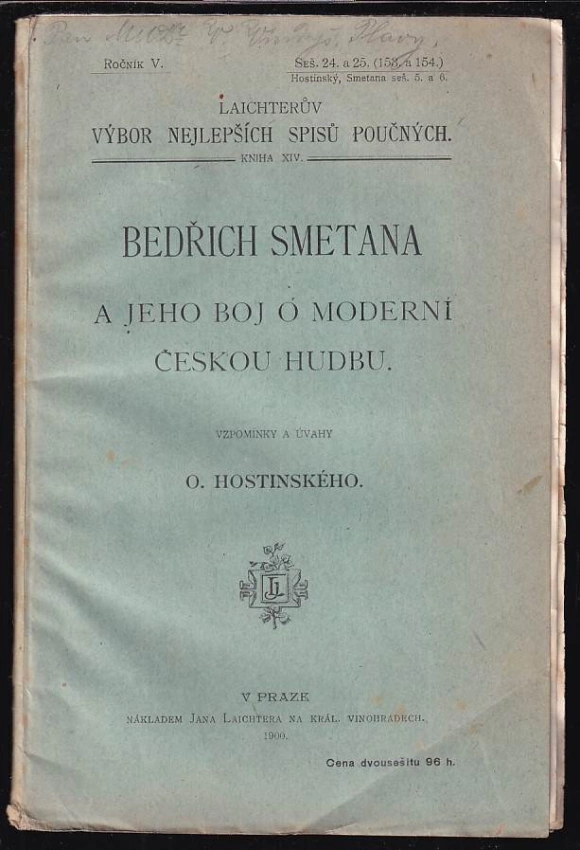 Pan MUDr
Ročník V.
Seš. 24. a 25. (153. a 154.)
Hostinský, Smetana seš. 5. a 6.
LAICHTERŮV
VÝBOR NEJLEPŠÍCH SPISŮ POUČNÝCH.
KNIHA XIV.
BEDŘICH SMETANA
A JEHO BOJ O MODERNÍ
ČESKOU HUDBU.
VZPOMÍNKY A ÚVAHY
O. HOSTINSKÉHO.
V PRAZE
NÁKLADEM JANA LAICHTERA NA KRÁL. VINOHRADECH.
1900.
Cena dvousešitu 96 h.